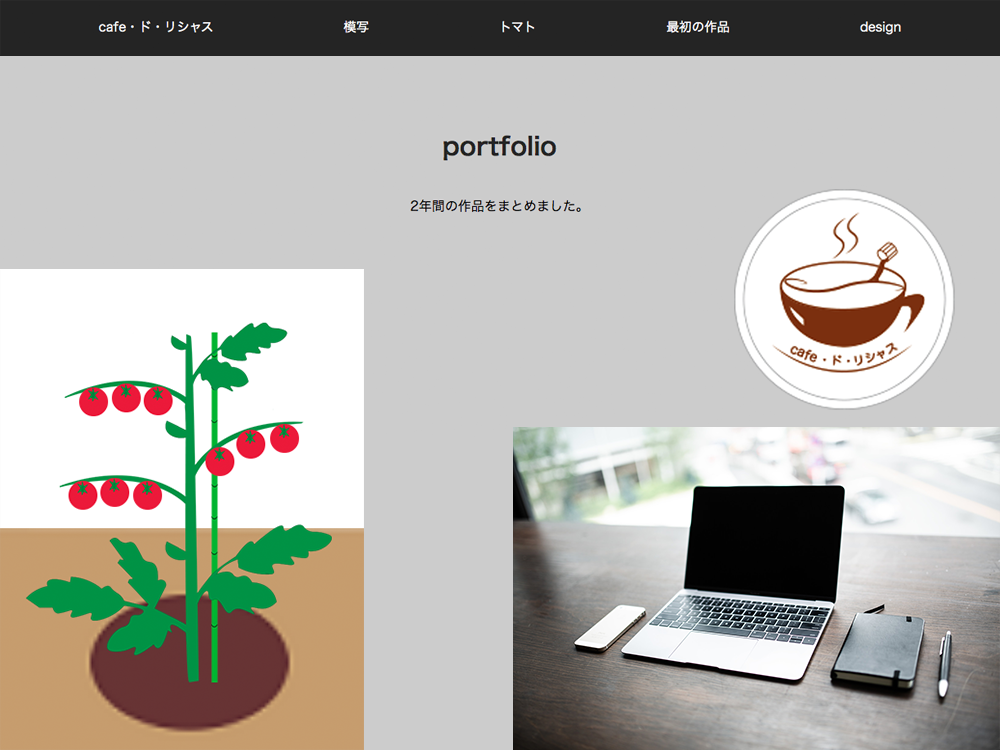 cafe・ド・リシャス
模写
トマト
最初の作品
design
portfolio
2年間の作品をまとめました。
cafe・ド・リシャス